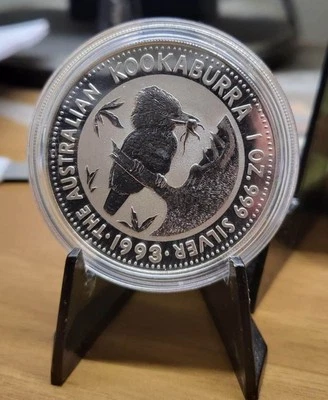 THE AUSTRALIAN KOOKABURRA 1 OZ 999 SILVER · 1993 ·